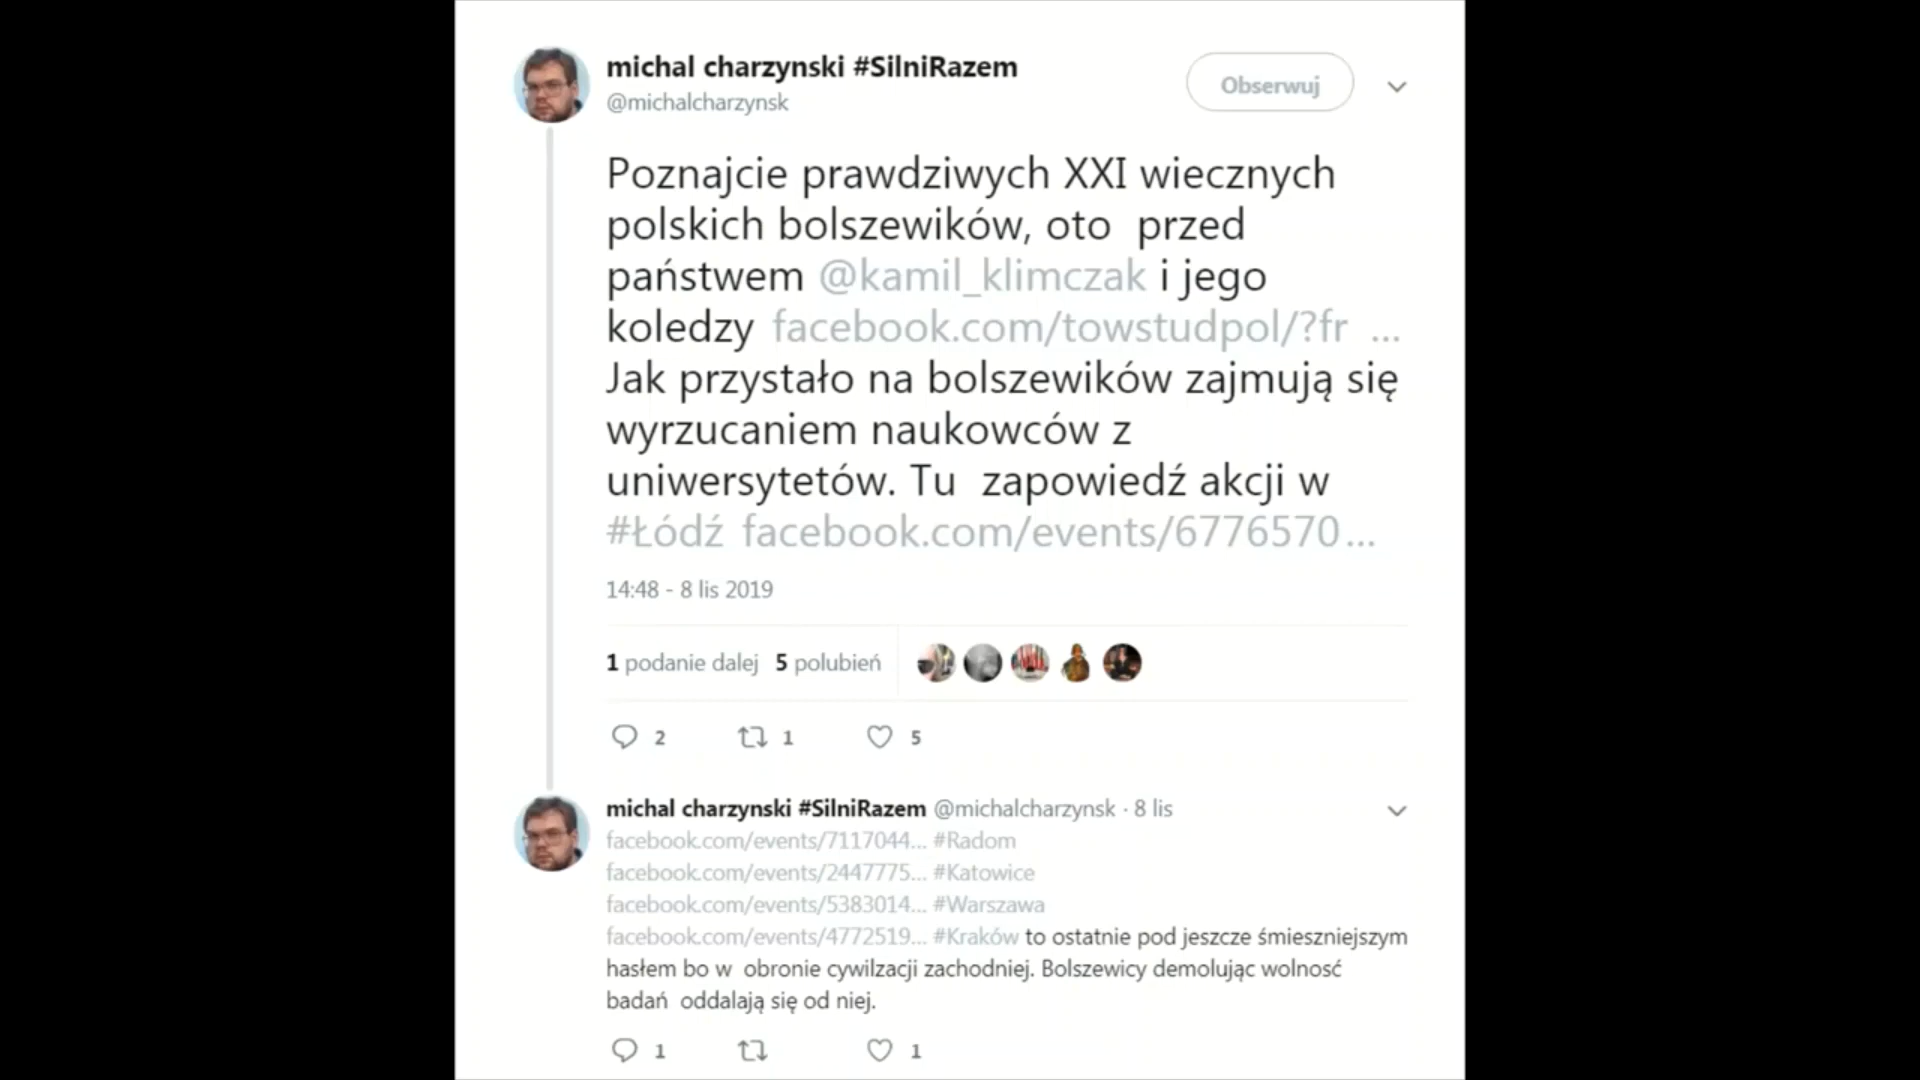 michal charzynski #SilniRazem
@michalcharzynsk
Obserwuj
Poznajcie prawdziwych XXI wiecznych
polskich bolszewików, oto przed
państwem @kamil_klimczak i jego
koledzy facebook.com/towstudpol/?fr …
Jak przystało na bolszewików zajmują się
wyrzucaniem naukowców z
uniwersytetów. Tu zapowiedź akcji w
#Łódź facebook.com/events/6776570…
14:48 - 8 lis 2019
1 podanie dalej 5 polubień
2 1 5
michal charzynski #SilniRazem @michalcharzynsk · 8 lis
facebook.com/events/7117044… #Radom
facebook.com/events/2447775… #Katowice
facebook.com/events/5383014… #Warszawa
facebook.com/events/4772519… #Kraków to ostatnie pod jeszcze śmieszniejszym
hasłem bo w obronie cywilzacji zachodniej. Bolszewicy demolując wolnosć
badań oddalają się od niej.
1 1